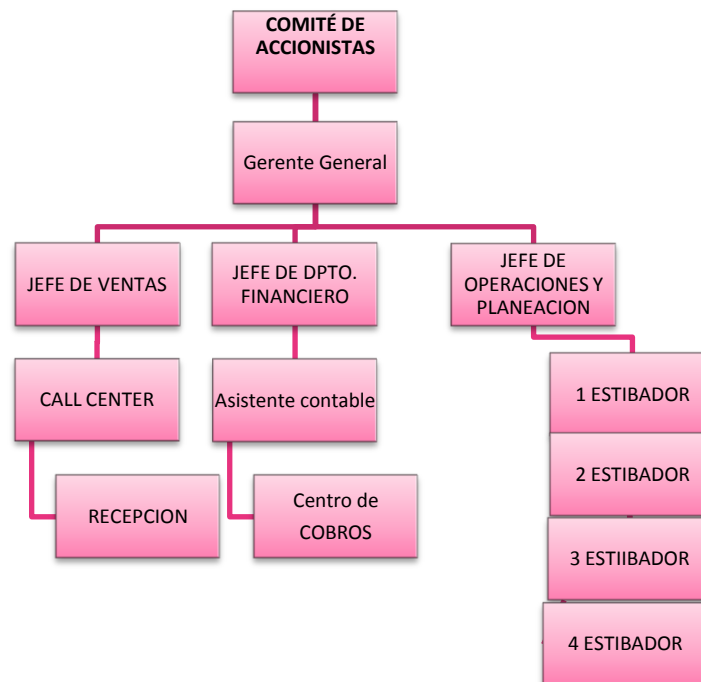 COMITÉ DE
ACCIONISTAS
Gerente General
JEFE DE VENTAS
JEFE DE DPTO.
FINANCIERO
JEFE DE
OPERACIONES Y
PLANEACION
CALL CENTER
Asistente contable
1 ESTIBADOR
2 ESTIBADOR
RECEPCION
Centro de
COBROS
3 ESTIIBADOR
4 ESTIBADOR